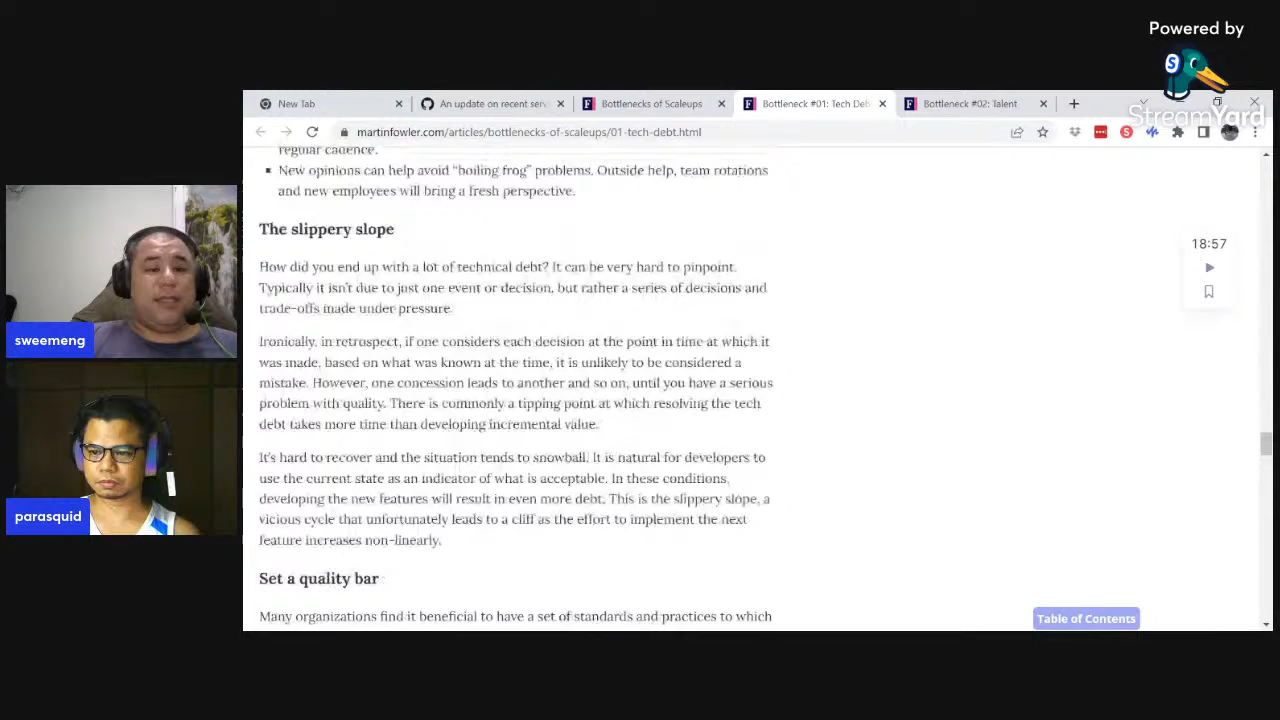 Powered by
StreamYard
New Tab
An update on recent serv
Bottlenecks of Scaleups
Bottleneck #01: Tech Deb
Bottleneck #02: Talent
martinfowler.com/articles/bottlenecks-of-scaleups/01-tech-debt.html
regular cadence.
New opinions can help avoid “boiling frog” problems. Outside help, team rotations
and new employees will bring a fresh perspective.
The slippery slope
18:57
How did you end up with a lot of technical debt? It can be very hard to pinpoint.
Typically it isn't due to just one event or decision, but rather a series of decisions and
trade-offs made under pressure.
Ironically, in retrospect, if one considers each decision at the point in time at which it
was made, based on what was known at the time, it is unlikely to be considered a
mistake. However, one concession leads to another and so on, until you have a serious
problem with quality. There is commonly a tipping point at which resolving the tech
debt takes more time than developing incremental value.
It's hard to recover and the situation tends to snowball. It is natural for developers to
use the current state as an indicator of what is acceptable. In these conditions,
developing the new features will result in even more debt. This is the slippery slope, a
vicious cycle that unfortunately leads to a cliff as the effort to implement the next
feature increases non-linearly.
Set a quality bar
Many organizations find it beneficial to have a set of standards and practices to which
Table of Contents
sweemeng
parasquid